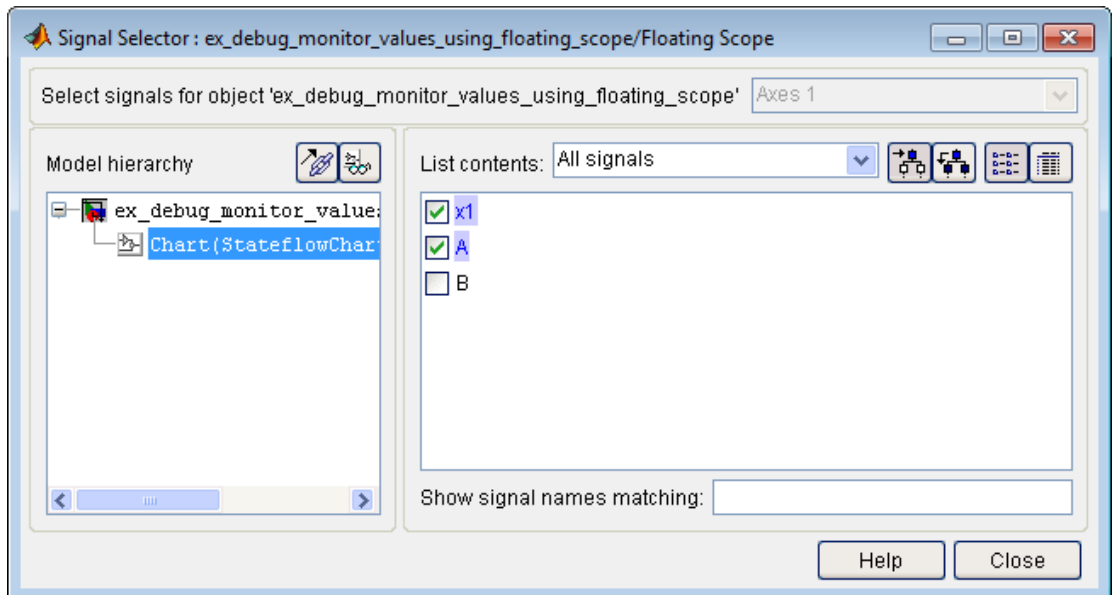 Signal Selector : ex_debug_monitor_values_using_floating_scope/Floating Scope
Select signals for object 'ex_debug_monitor_values_using_floating_scope' Axes 1
Model hierarchy
List contents: All signals
ex_debug_monitor_value
Chart(StateflowChar
x1
A
B
Show signal names matching:
Help Close